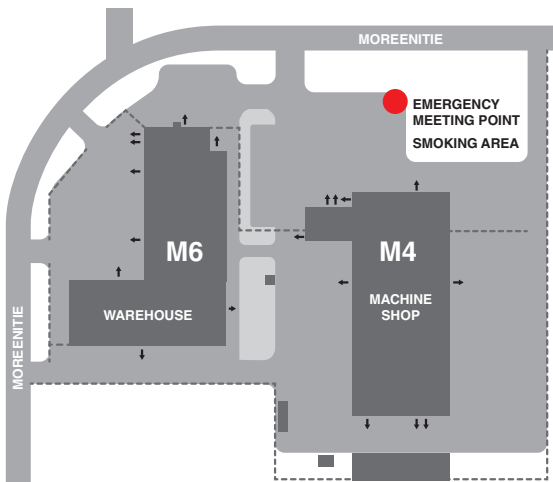 MOREENITIE
EMERGENCY
MEETING POINT
SMOKING AREA
M6
M4
WAREHOUSE
MACHINE
SHOP
MOREENITIE